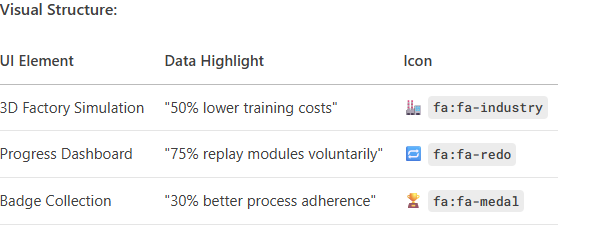 Visual Structure:
UI Element Data Highlight Icon
3D Factory Simulation "50% lower training costs" 🏭 fa:fa-industry
Progress Dashboard "75% replay modules voluntarily" 🔁 fa:fa-redo
Badge Collection "30% better process adherence" 🏆 fa:fa-medal